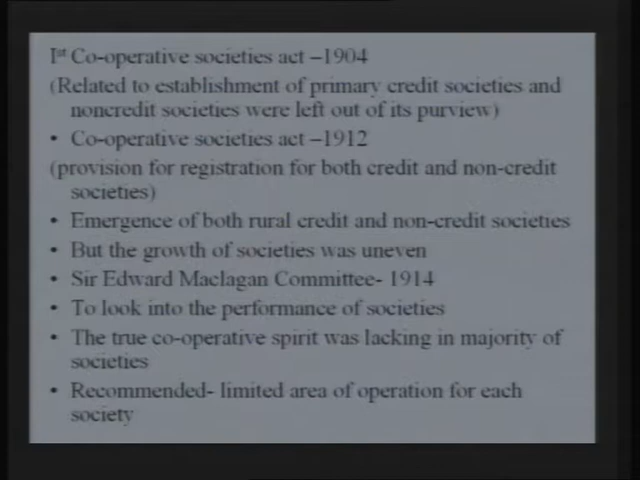 Ist Co-operative societies act –1904
(Related to establishment of primary credit societies and
noncredit societies were left out of its purview)
• Co-operative societies act –1912
(provision for registration for both credit and non-credit
societies)
• Emergence of both rural credit and non-credit societies
• But the growth of societies was uneven
• Sir Edward Maclagan Committee- 1914
• To look into the performance of societies
• The true co-operative spirit was lacking in majority of
societies
• Recommended- limited area of operation for each
society